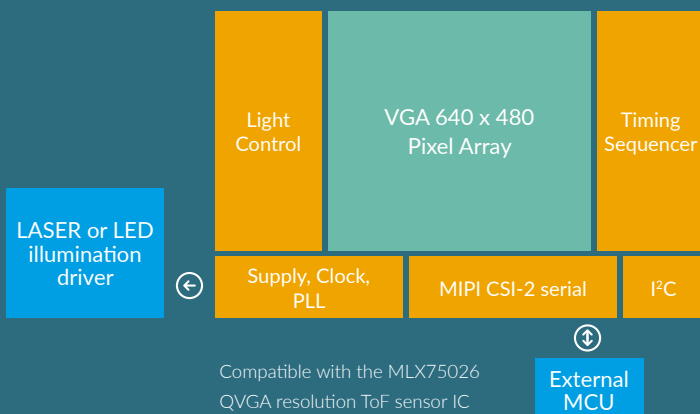 Light
Control
VGA 640 x 480
Pixel Array
Timing
Sequencer
LASER or LED
illumination
driver
Supply, Clock,
PLL
MIPI CSI-2 serial
I²C
Compatible with the MLX75026
QVGA resolution ToF sensor IC
External
MCU